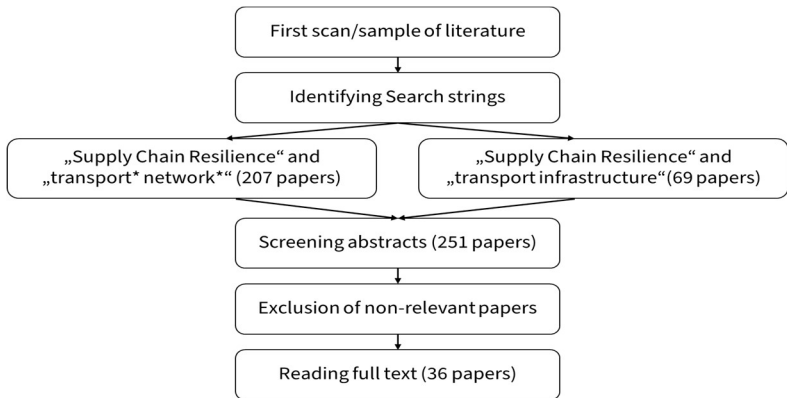 First scan/sample of literature
Identifying Search strings
„Supply Chain Resilience“ and
„transport* network*“ (207 papers)
„Supply Chain Resilience“ and
„transport infrastructure“(69 papers)
Screening abstracts (251 papers)
Exclusion of non-relevant papers
Reading full text (36 papers)